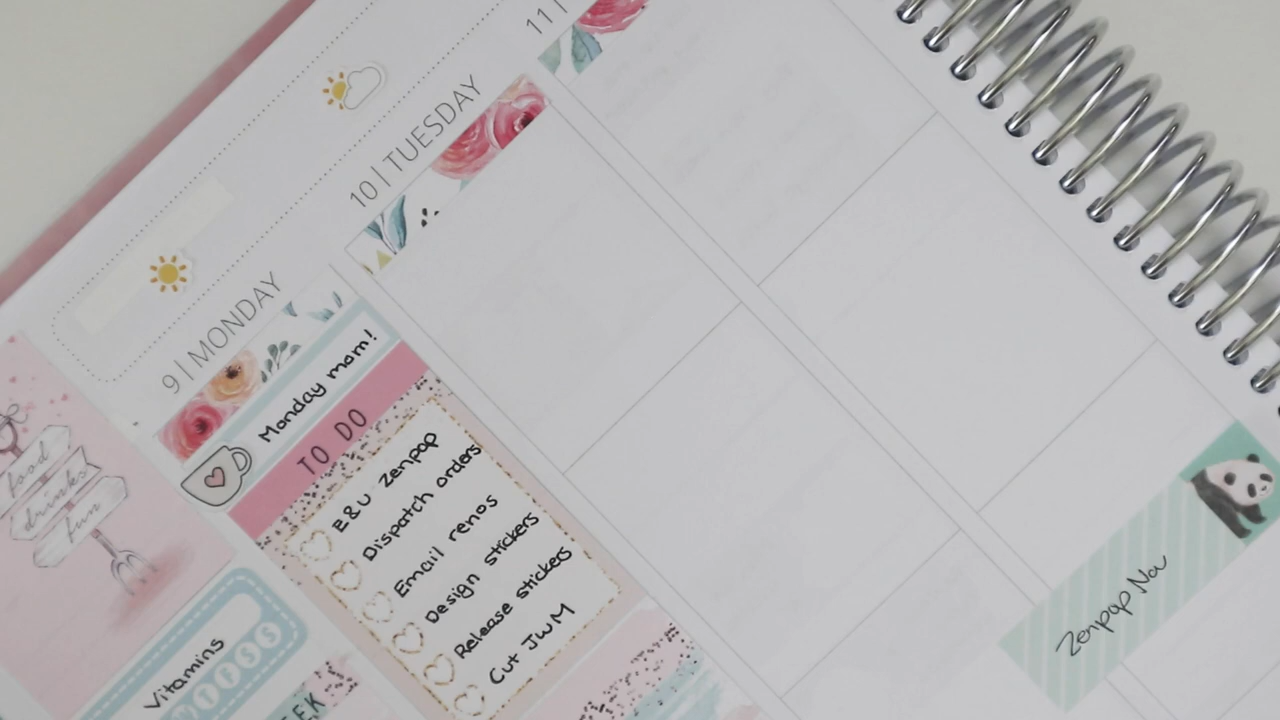 11 |
10 | TUESDAY
9 | MONDAY
Monday mom!
TO DO
E&U Zenpop
Dispatch orders
Email renos
Design stickers
Release stickers
Cut JWM
food
drinks
fun
Vitamins
T F S S
Zenpop Nov